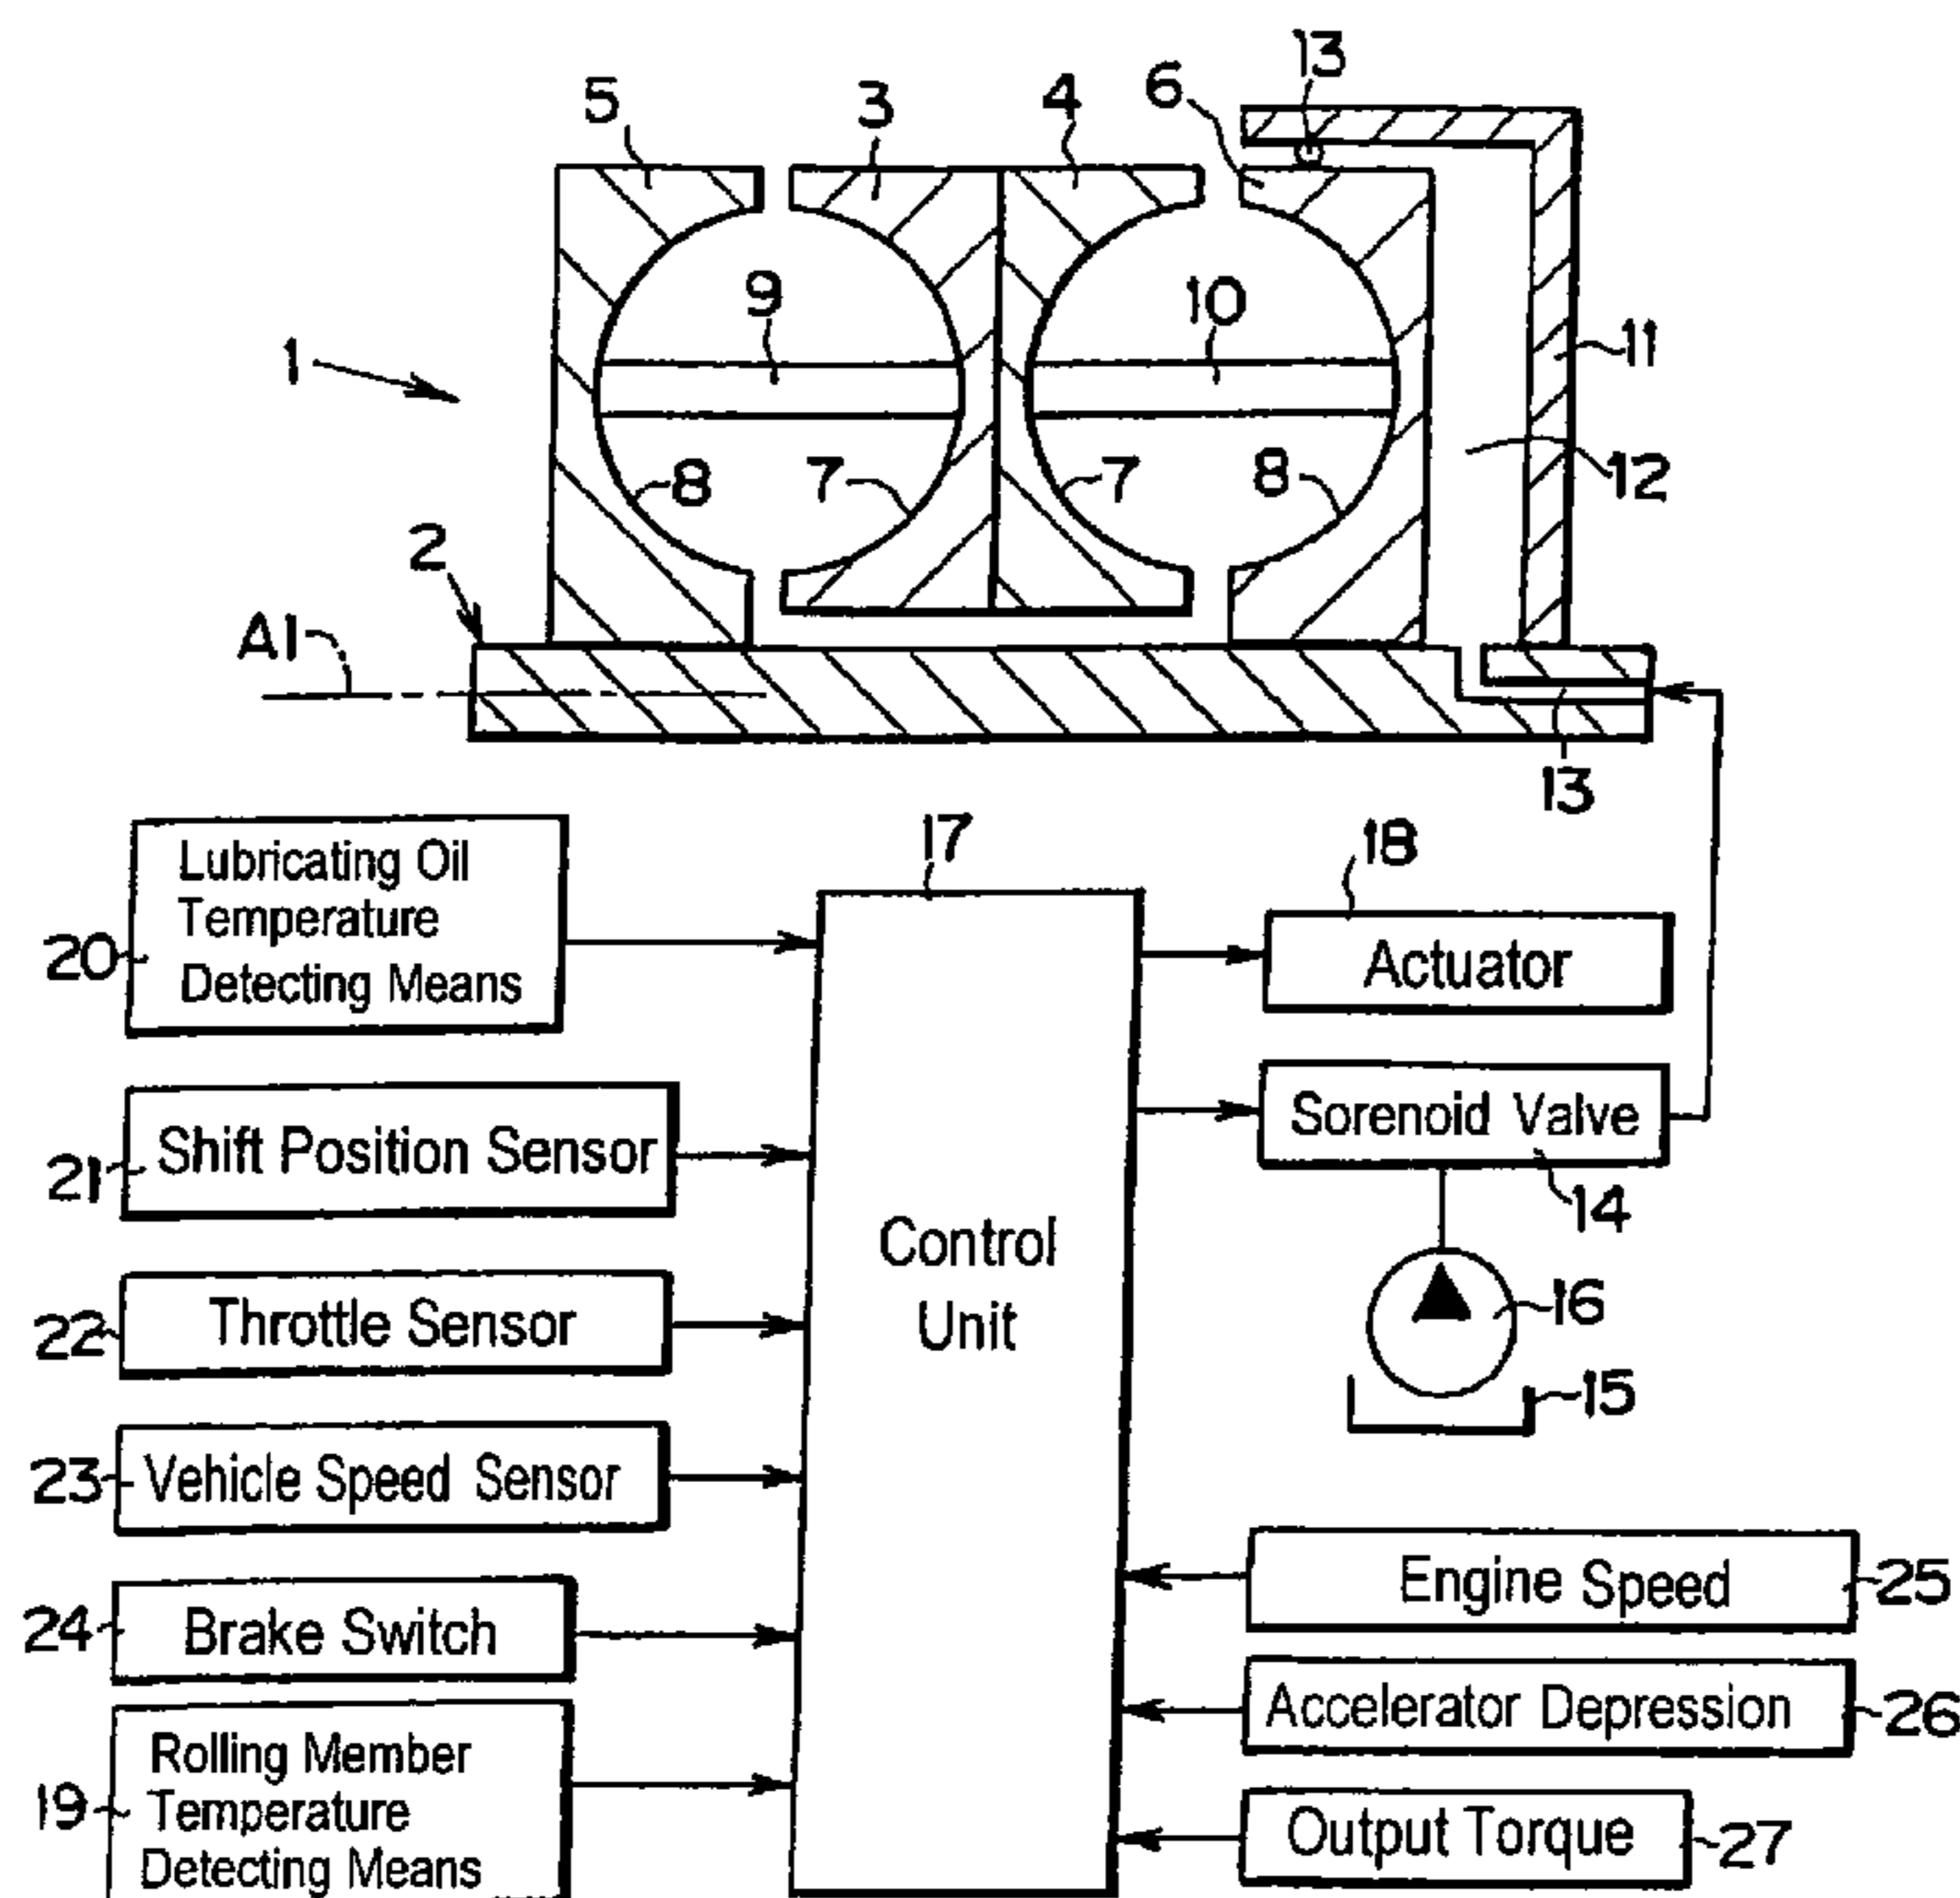 13
5
3
4
6
9
10
1
11
8
7
7
8
12
2
A1
13
17
18
Lubricating Oil
Temperature
Detecting Means
20
Actuator
Sorenoid Valve
14
21
Shift Position Sensor
Control
Unit
16
22
Throttle Sensor
15
23
Vehicle Speed Sensor
Engine Speed
25
24
Brake Switch
Accelerator Depression
26
19
Rolling Member
Temperature
Detecting Means
Output Torque
27